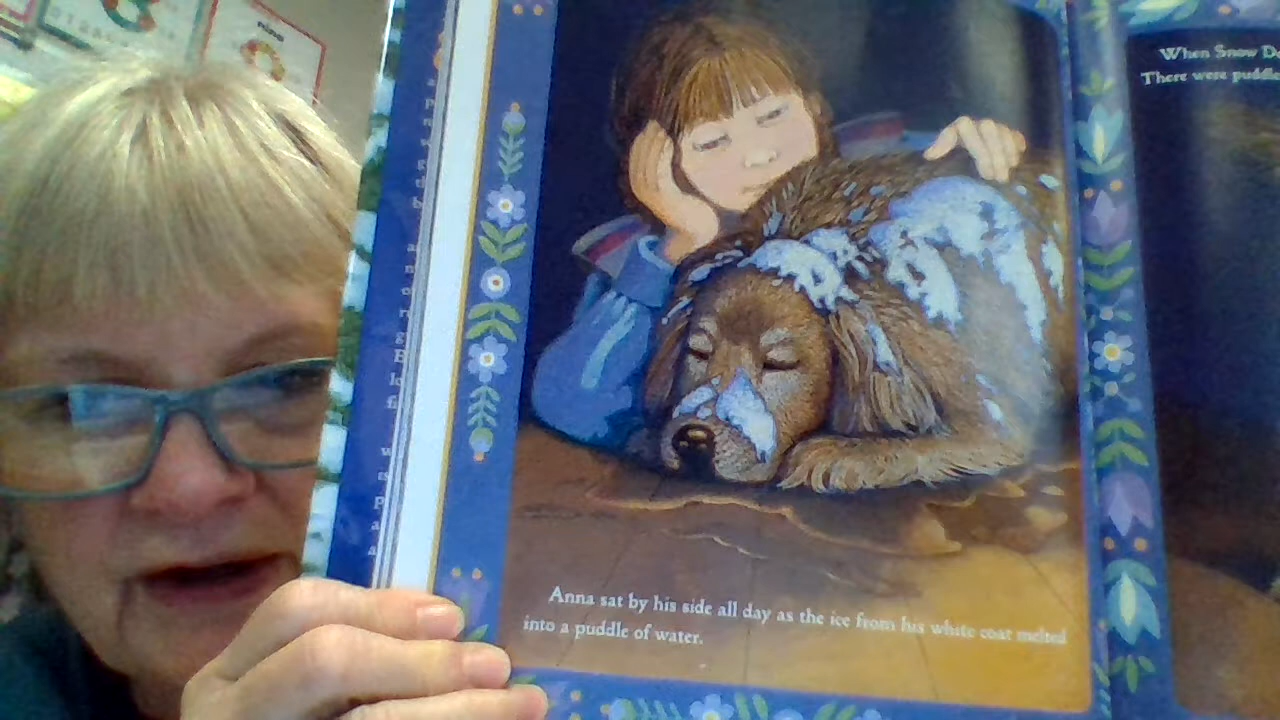 Anna sat by his side all day as the ice from his white coat melted
into a puddle of water.
When Snow
There were